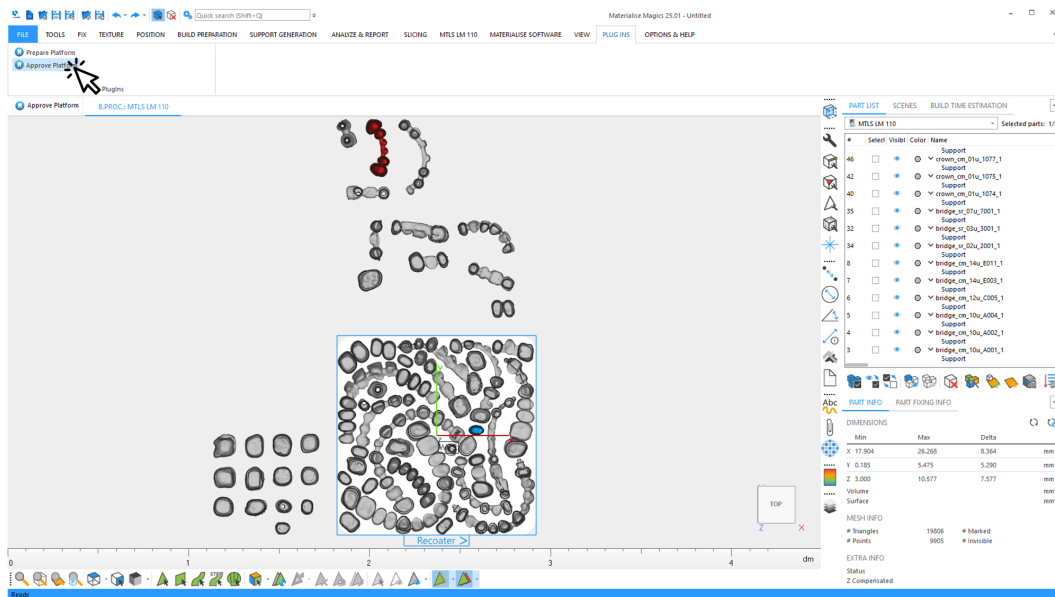 Quick search (Shift+Q)
Materialise Magics 25.01 - Untitled
FILE TOOLS FIX TEXTURE POSITION BUILD PREPARATION SUPPORT GENERATION ANALYZE & REPORT SLICING MTLS LM 110 MATERIALISE SOFTWARE VIEW PLUG INS OPTIONS & HELP
Prepare Platform
Approve
PlugIns
Approve Platform B.PROC.: MTLS LM 110
PART LIST SCENES BUILD TIME ESTIMATION
MTLS LM 110 Selected parts:
# Select Visibl Color Name
Support
46 crown_cm_01u_1077_1
Support
42 crown_cm_01u_1075_1
Support
40 crown_cm_01u_1074_1
Support
35 bridge_sr_07u_7001_1
Support
32 bridge_sr_03u_3001_1
Support
34 bridge_sr_02u_2001_1
Support
8 bridge_cm_14u_E011_1
Support
7 bridge_cm_14u_E003_1
Support
6 bridge_cm_12u_C005_1
Support
5 bridge_cm_10u_A004_1
Support
4 bridge_cm_10u_A002_1
Support
3 bridge_cm_10u_A001_1
Support
Abc
PART INFO PART FIXING INFO
DIMENSIONS
Min Max Delta
X 17.904 26.268 8.364 mm
Y 0.185 5.475 5.290 mm
Z 3.000 10.577 7.577 mm
Volume
Surface
MESH INFO
# Triangles 19806 # Marked
# Points 9905 # Invisible
EXTRA INFO
Status
Z Compensated
TOP
Z X
Recoater >
0 1 2 3 4 dm
STEP
Ready